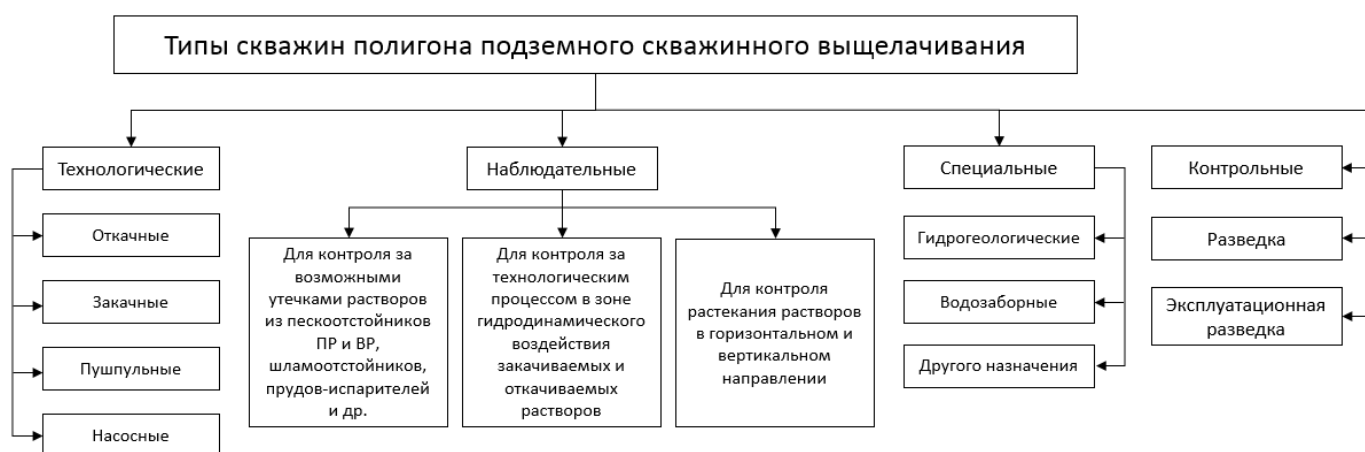 Типы скважин полигона подземного скважинного выщелачивания
Технологические
Откачные
Закачные
Пушпульные
Насосные
Наблюдательные
Для контроля за
возможными
утечками растворов
из пескоотстойников
ПР и ВР,
шламоотстойников,
прудов-испарителей
и др.
Для контроля за
технологическим
процессом в зоне
гидродинамического
воздействия
закачиваемых и
откачиваемых
растворов
Для контроля
растекания растворов
в горизонтальном и
вертикальном
направлении
Специальные
Гидрогеологические
Водозаборные
Другого назначения
Контрольные
Разведка
Эксплуатационная
разведка